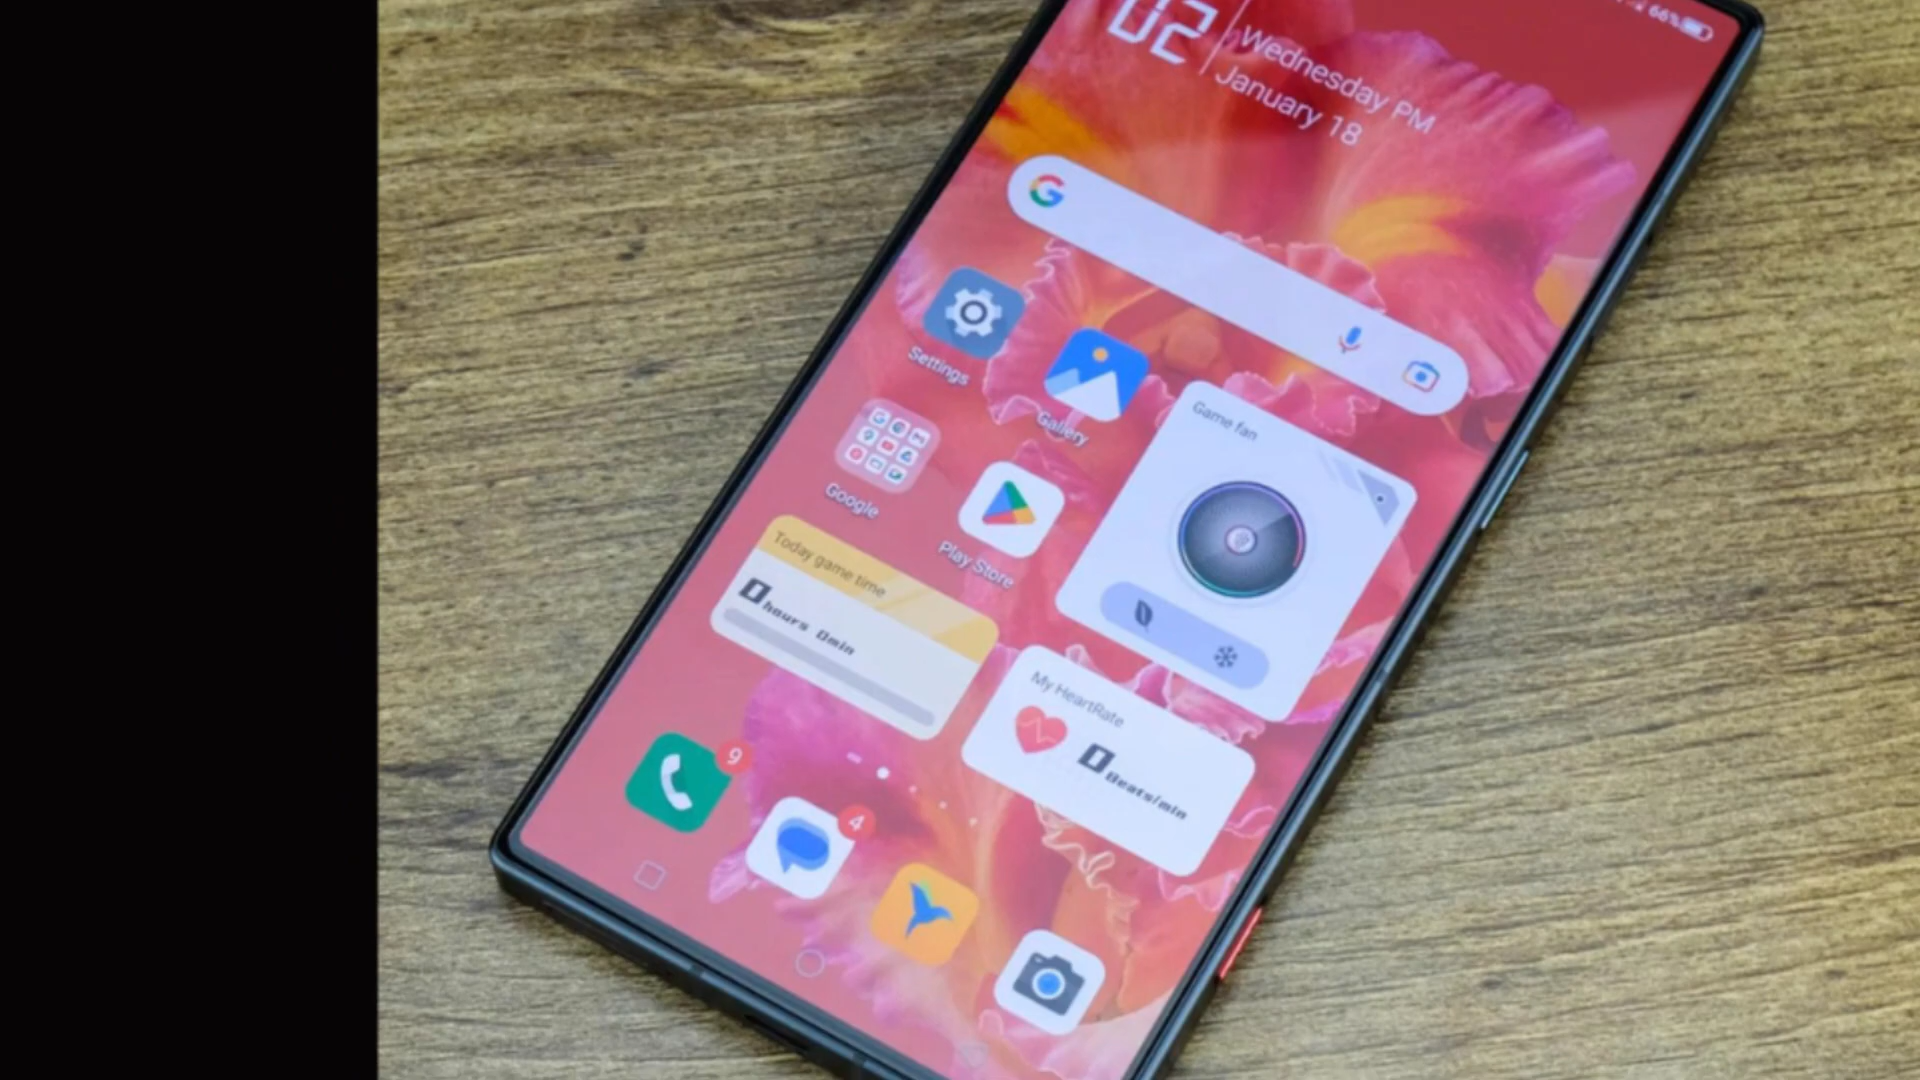 66%
02
Wednesday PM
January 18
Settings
Gallery
Game fan
Google
Play Store
Today game time
0 hours 0min
My HeartRate
0 Beats/min
9
4